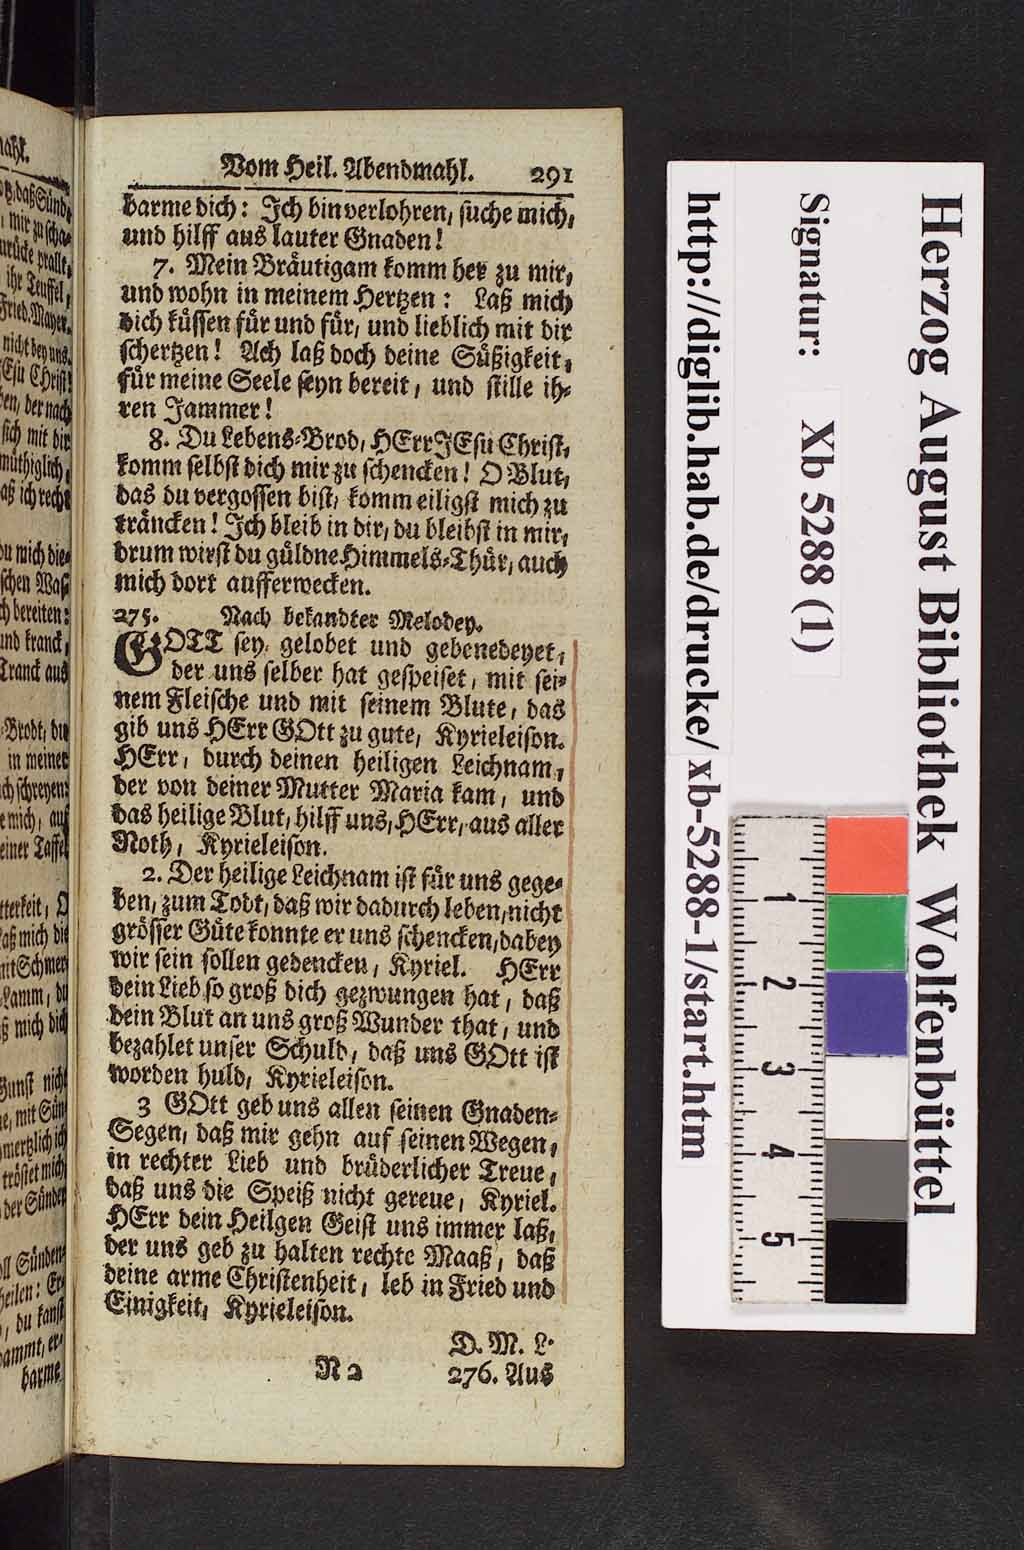 Vom Heil. Abendmahl. 291
barme dich: Ich bin verlohren, suche mich,
und hilff aus lauter Gnaden!
7. Mein Bräutigam komm her zu mir,
und wohn in meinem Hertzen: Laß mich
dich küssen für und für, und lieblich mit dir
schertzen! Ach laß doch deine Süßigkeit,
für meine Seele seyn bereit, und stille ih-
ren Jammer!
8. Du Lebens-Brod, HErr JEsu Christ,
komm selbst dich mir zu schencken! O Blut,
das du vergossen bist, komm eiligst mich zu
träncken! Ich bleib in dir, du bleibst in mir,
drum wirst du güldne Himmels-Thür, auch
mich dort aufferwecken.
275. Nach bekandter Melodey.
GOTT sey gelobet und gebenedeyet,
der uns selber hat gespeiset, mit sei-
nem Fleische und mit seinem Blute, das
gib uns HErr GOtt zu gute, Kyrieleison.
HErr, durch deinen heiligen Leichnam,
der von deiner Mutter Maria kam, und
das heilige Blut, hilff uns, HErr, aus aller
Noth, Kyrieleison.
2. Der heilige Leichnam ist für uns gege-
ben, zum Todt, daß wir dadurch leben, nicht
grösser Güte konnte er uns schencken, dabey
wir sein sollen gedencken, Kyriel. HErr
dein Lieb so groß dich gezwungen hat, daß
dein Blut an uns groß Wunder that, und
bezahlet unser Schuld, daß uns GOtt ist
worden huld, Kyrieleison.
3 GOtt geb uns allen seinen Gnaden-
Segen, daß mir gehn auf seinen Wegen,
in rechter Lieb und brüderlicher Treue,
daß uns die Speiß nicht gereue, Kyriel.
HErr dein Heilgen Geist uns immer laß,
der uns geb zu halten rechte Maaß, daß
deine arme Christenheit, leb in Fried und
Einigkeit, Kyrieleison.
D. M. L.
N 2 276. Aus
Herzog August Bibliothek Wolfenbüttel
Signatur: Xb 5288 (1)
http://diglib.hab.de/drucke/ xb-5288-1/start.htm
1
2
3
4
5